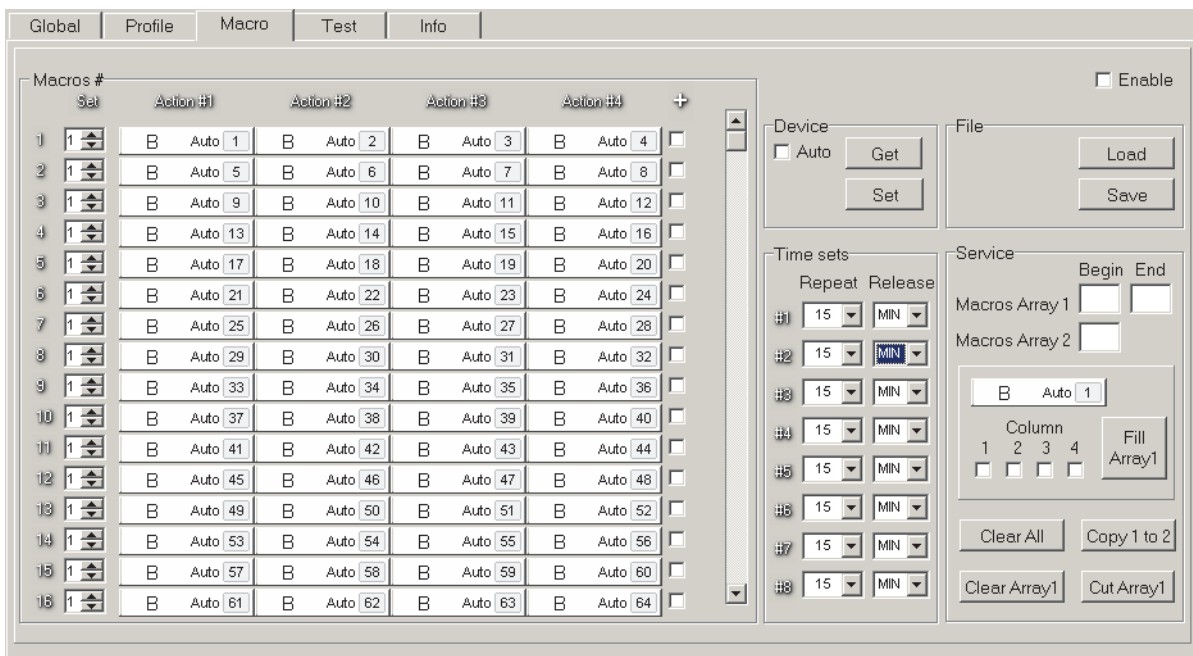 Global Profile Macro Test Info
Macros #
Set Action #1 Action #2 Action #3 Action #4 +
1 1 B Auto 1 B Auto 2 B Auto 3 B Auto 4
2 1 B Auto 5 B Auto 6 B Auto 7 B Auto 8
3 1 B Auto 9 B Auto 10 B Auto 11 B Auto 12
4 1 B Auto 13 B Auto 14 B Auto 15 B Auto 16
5 1 B Auto 17 B Auto 18 B Auto 19 B Auto 20
6 1 B Auto 21 B Auto 22 B Auto 23 B Auto 24
7 1 B Auto 25 B Auto 26 B Auto 27 B Auto 28
8 1 B Auto 29 B Auto 30 B Auto 31 B Auto 32
9 1 B Auto 33 B Auto 34 B Auto 35 B Auto 36
10 1 B Auto 37 B Auto 38 B Auto 39 B Auto 40
11 1 B Auto 41 B Auto 42 B Auto 43 B Auto 44
12 1 B Auto 45 B Auto 46 B Auto 47 B Auto 48
13 1 B Auto 49 B Auto 50 B Auto 51 B Auto 52
14 1 B Auto 53 B Auto 54 B Auto 55 B Auto 56
15 1 B Auto 57 B Auto 58 B Auto 59 B Auto 60
16 1 B Auto 61 B Auto 62 B Auto 63 B Auto 64
Enable
Device
Auto Get
Set
File
Load
Save
Time sets
Repeat Release
#1 15 MIN
#2 15 MIN
#3 15 MIN
#4 15 MIN
#5 15 MIN
#6 15 MIN
#7 15 MIN
#8 15 MIN
Service
Begin End
Macros Array 1
Macros Array 2
B Auto 1
Column
1 2 3 4
Fill
Array1
Clear All Copy 1 to 2
Clear Array1 Cut Array1